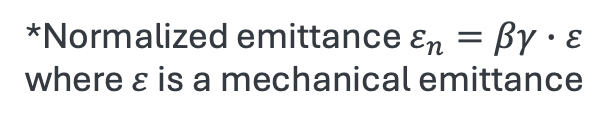 *Normalized emittance εₙ = βγ · ε
where ε is a mechanical emittance